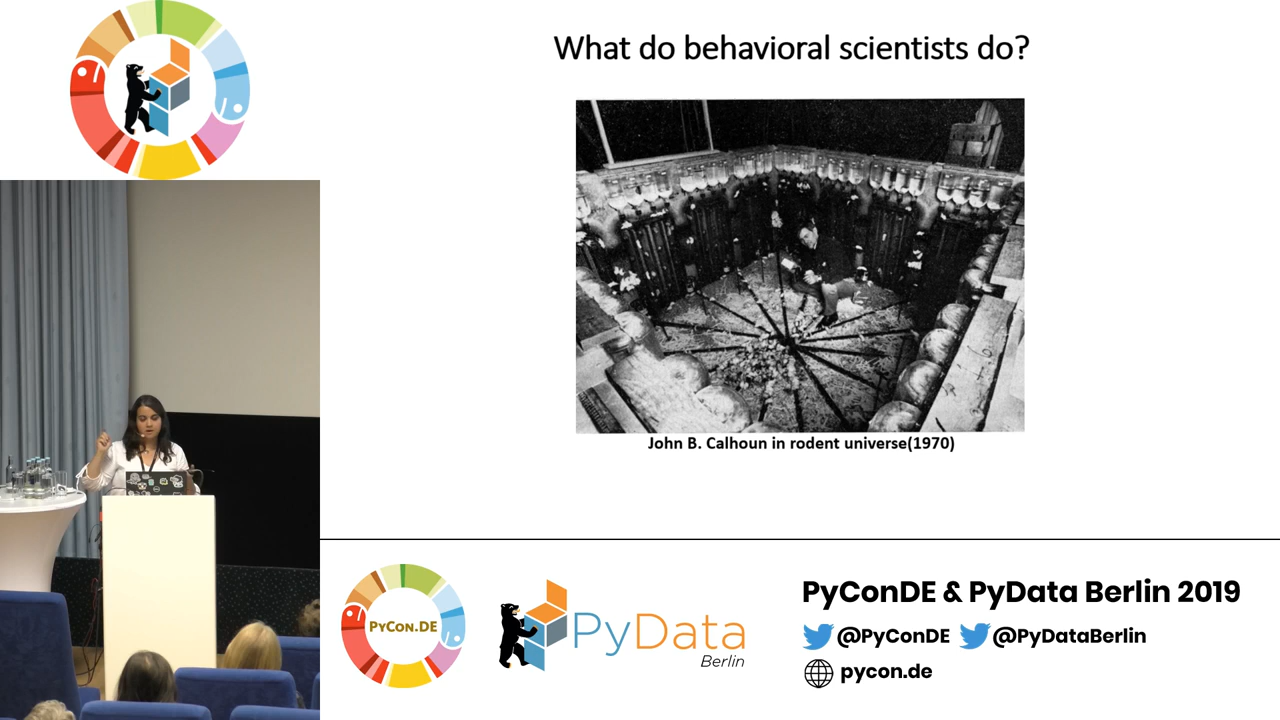 What do behavioral scientists do?
John B. Calhoun in rodent universe(1970)
PYCON.DE
PyData
Berlin
PyConDE & PyData Berlin 2019
@PyConDE @PyDataBerlin
pycon.de